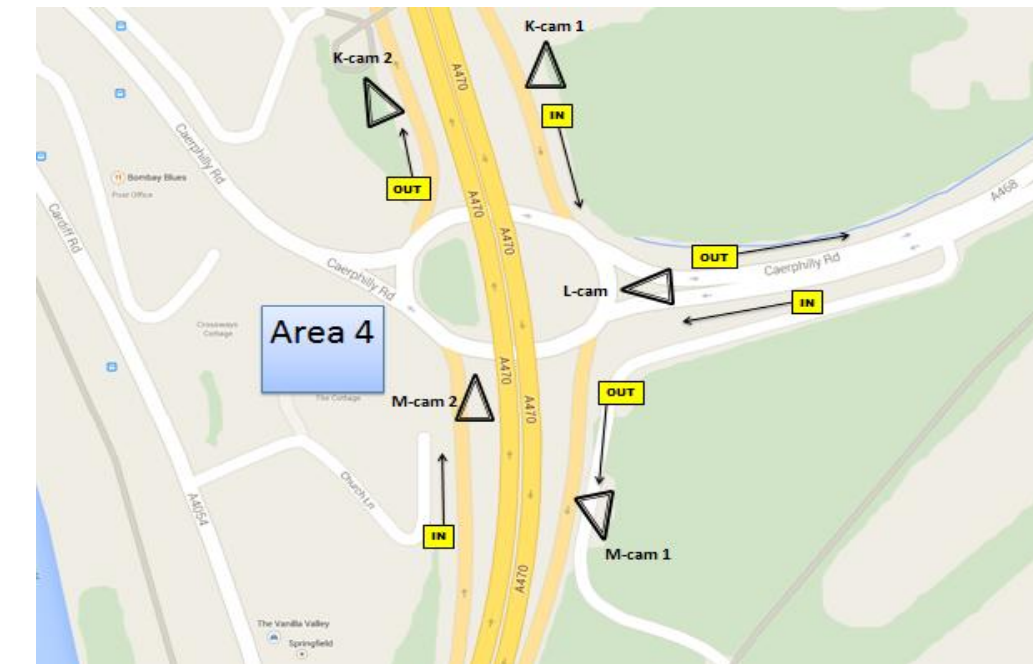 K-cam 1
K-cam 2
A470
IN
Caerphilly Rd
Bombay Blues
Post Office
OUT
A470
A470
A468
Cardiff Rd
A470
OUT
Caerphilly Rd
Caerphilly Rd
L-cam
IN
Area 4
Crossways
Cottage
A470
OUT
The Cottage
M-cam 2
A470
Church Ln
A4054
IN
M-cam 1
A470
The Vanilla Valley
Springfield